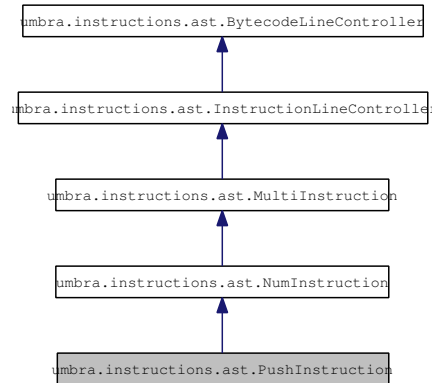 umbra.instructions.ast.BytecodeLineController
umbra.instructions.ast.InstructionLineController
umbra.instructions.ast.MultiInstruction
umbra.instructions.ast.NumInstruction
umbra.instructions.ast.PushInstruction